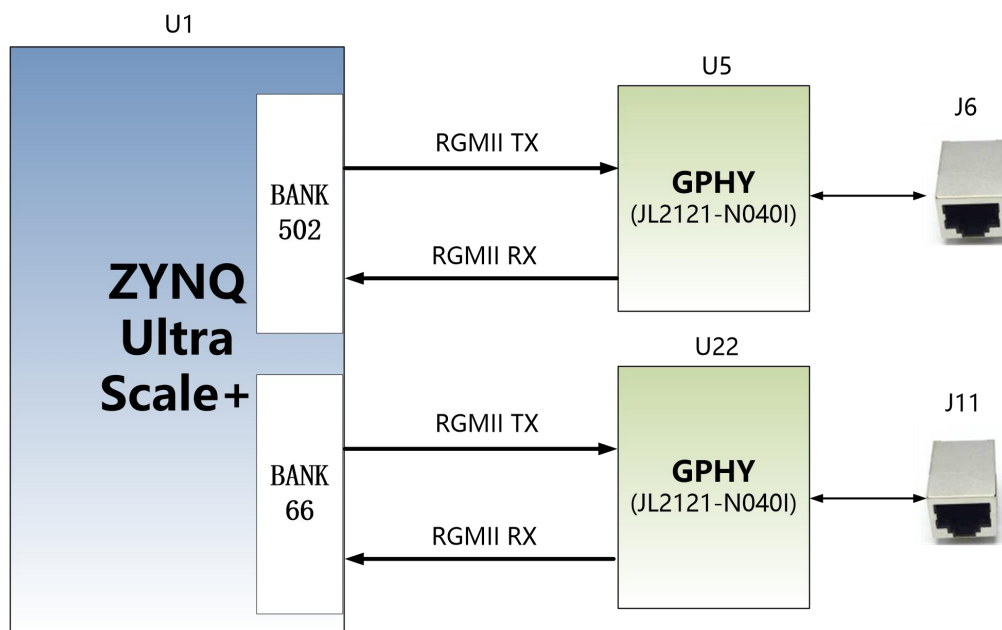 U1
ZYNQ
Ultra
Scale+
BANK
502
BANK
66
RGMII TX
RGMII RX
U5
GPHY
(JL2121-N040I)
J6
RGMII TX
RGMII RX
U22
GPHY
(JL2121-N040I)
J11